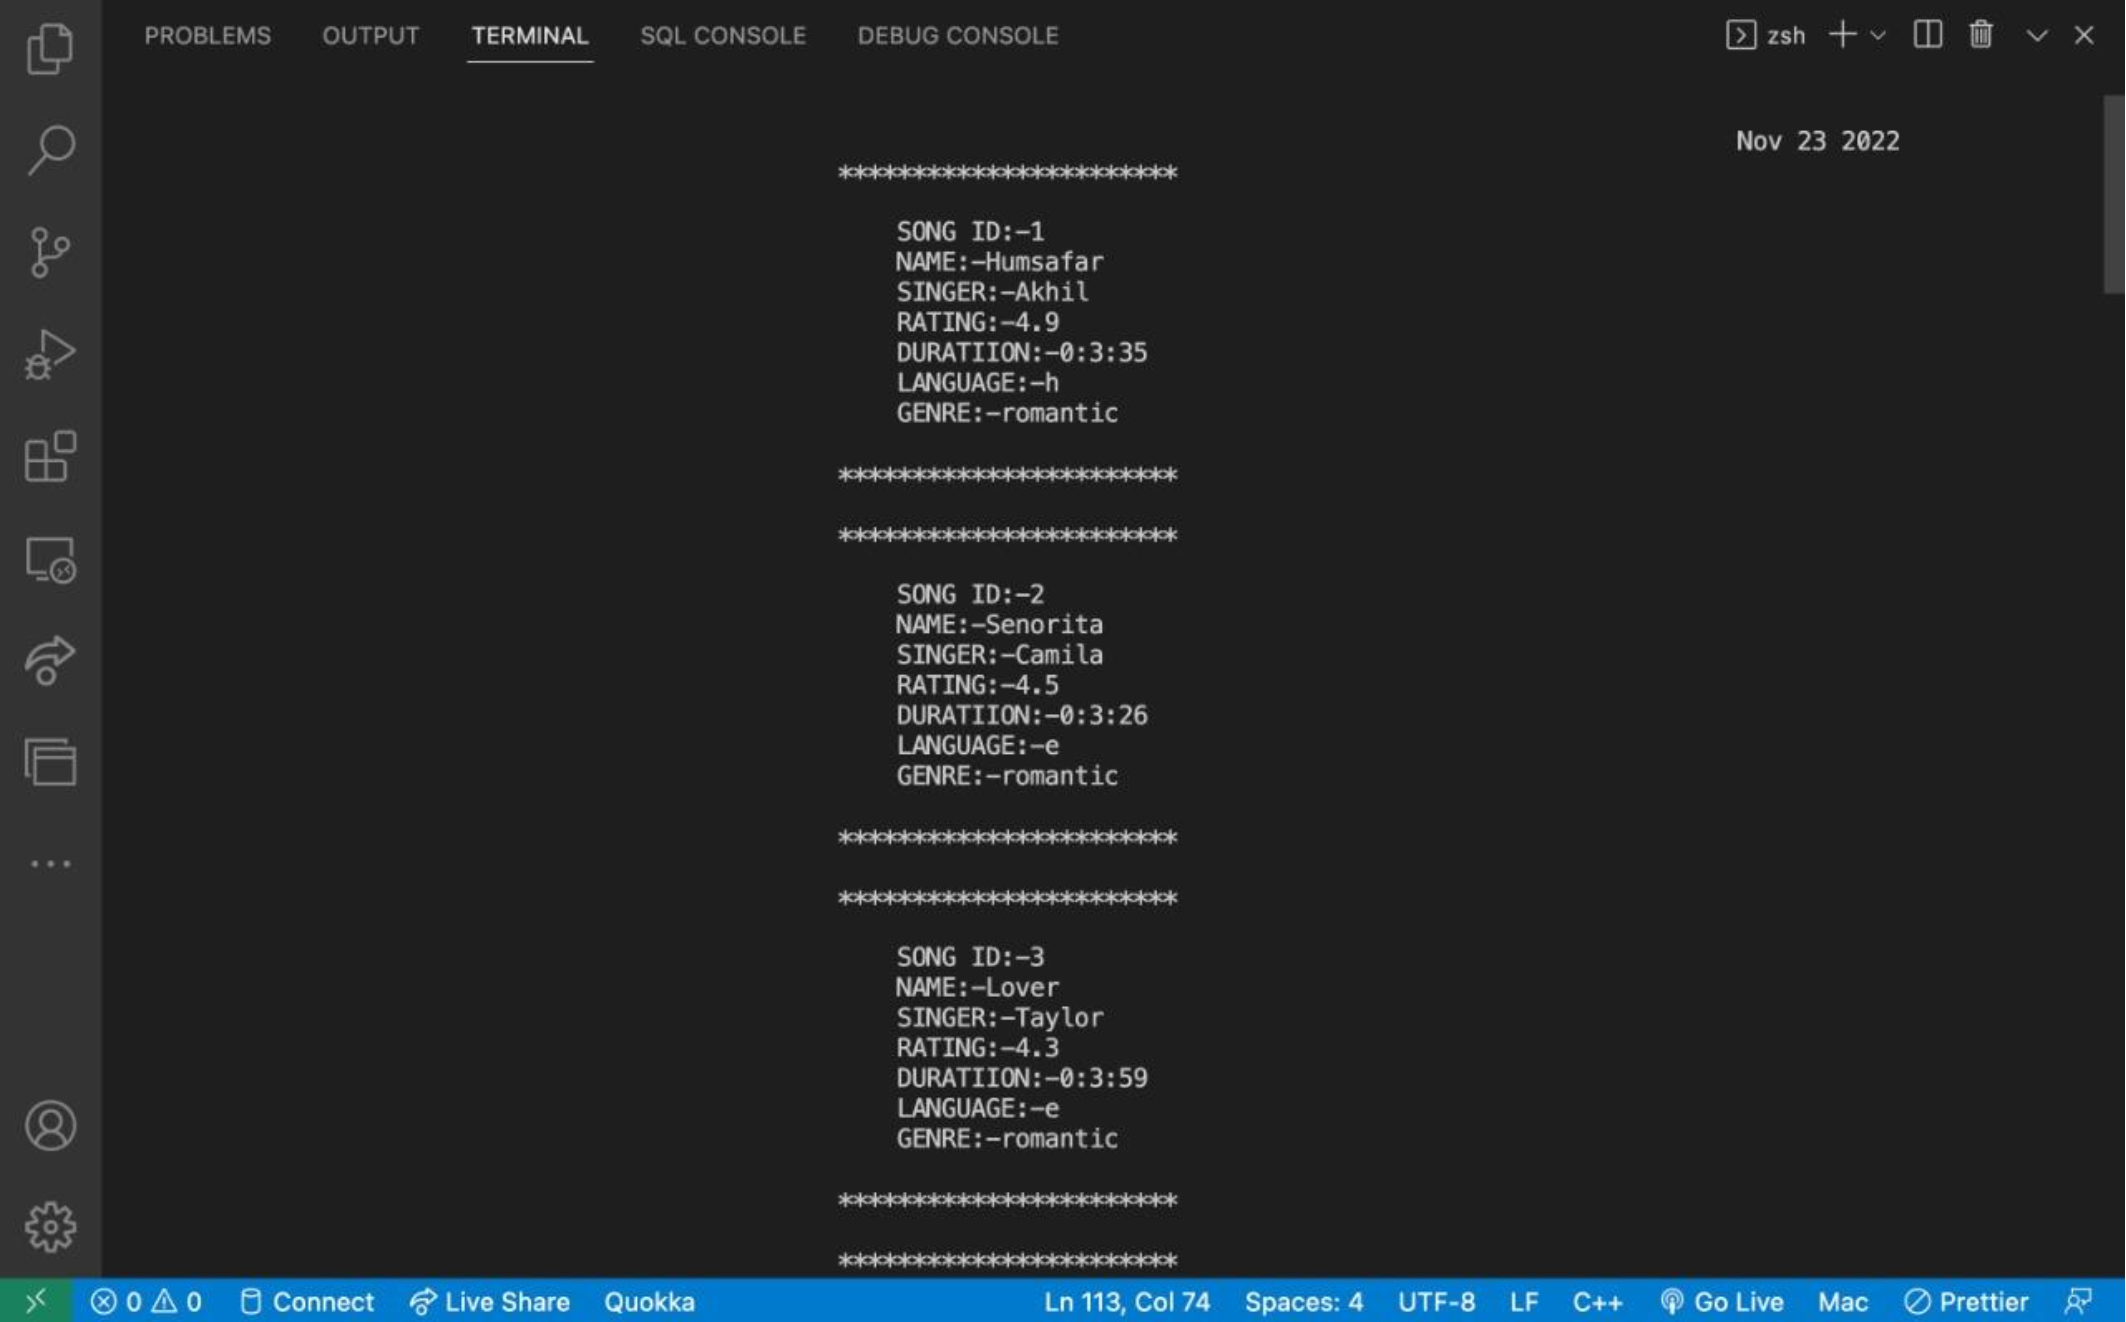 PROBLEMS OUTPUT TERMINAL SQL CONSOLE DEBUG CONSOLE zsh
Nov 23 2022
***********************
SONG ID:-1
NAME:-Humsafar
SINGER:-Akhil
RATING:-4.9
DURATIION:-0:3:35
LANGUAGE:-h
GENRE:-romantic
***********************
***********************
SONG ID:-2
NAME:-Senorita
SINGER:-Camila
RATING:-4.5
DURATIION:-0:3:26
LANGUAGE:-e
GENRE:-romantic
***********************
***********************
SONG ID:-3
NAME:-Lover
SINGER:-Taylor
RATING:-4.3
DURATIION:-0:3:59
LANGUAGE:-e
GENRE:-romantic
***********************
***********************
0 0 Connect Live Share Quokka Ln 113, Col 74 Spaces: 4 UTF-8 LF C++ Go Live Mac Prettier